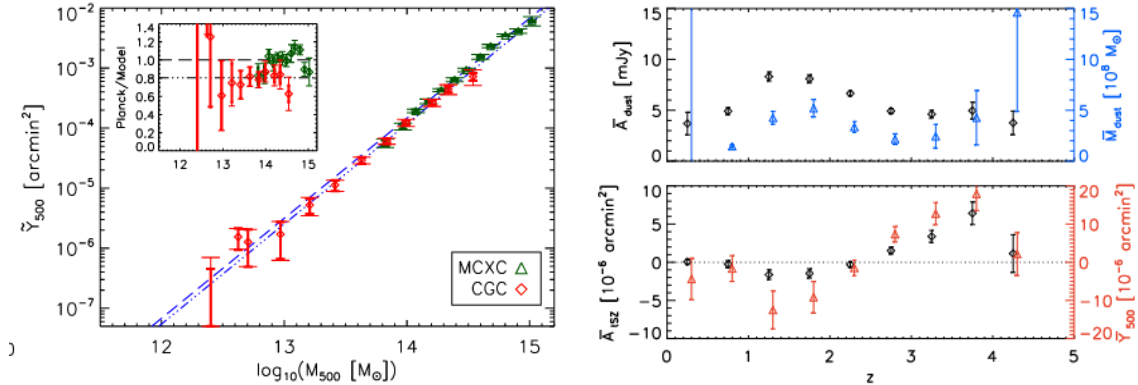 10⁻²
10⁻³
10⁻⁴
10⁻⁵
10⁻⁶
10⁻⁷
Ỹ₅₀₀ [arcmin²]
1.4
1.2
1.0
0.8
0.6
0.4
0.2
0.0
Planck/Model
12 13 14 15
MCXC
CGC
12 13 14 15
log₁₀(M₅₀₀ [M⊙])
15
10
5
0
A̅dust [mJy]
15
10
5
0
M̅dust [10⁸ M⊙]
10
5
0
−5
−10
A̅tSZ [10⁻⁶ arcmin²]
20
10
0
−10
−20
Y̅₅₀₀ [10⁻⁶ arcmin²]
0 1 2 3 4 5
z